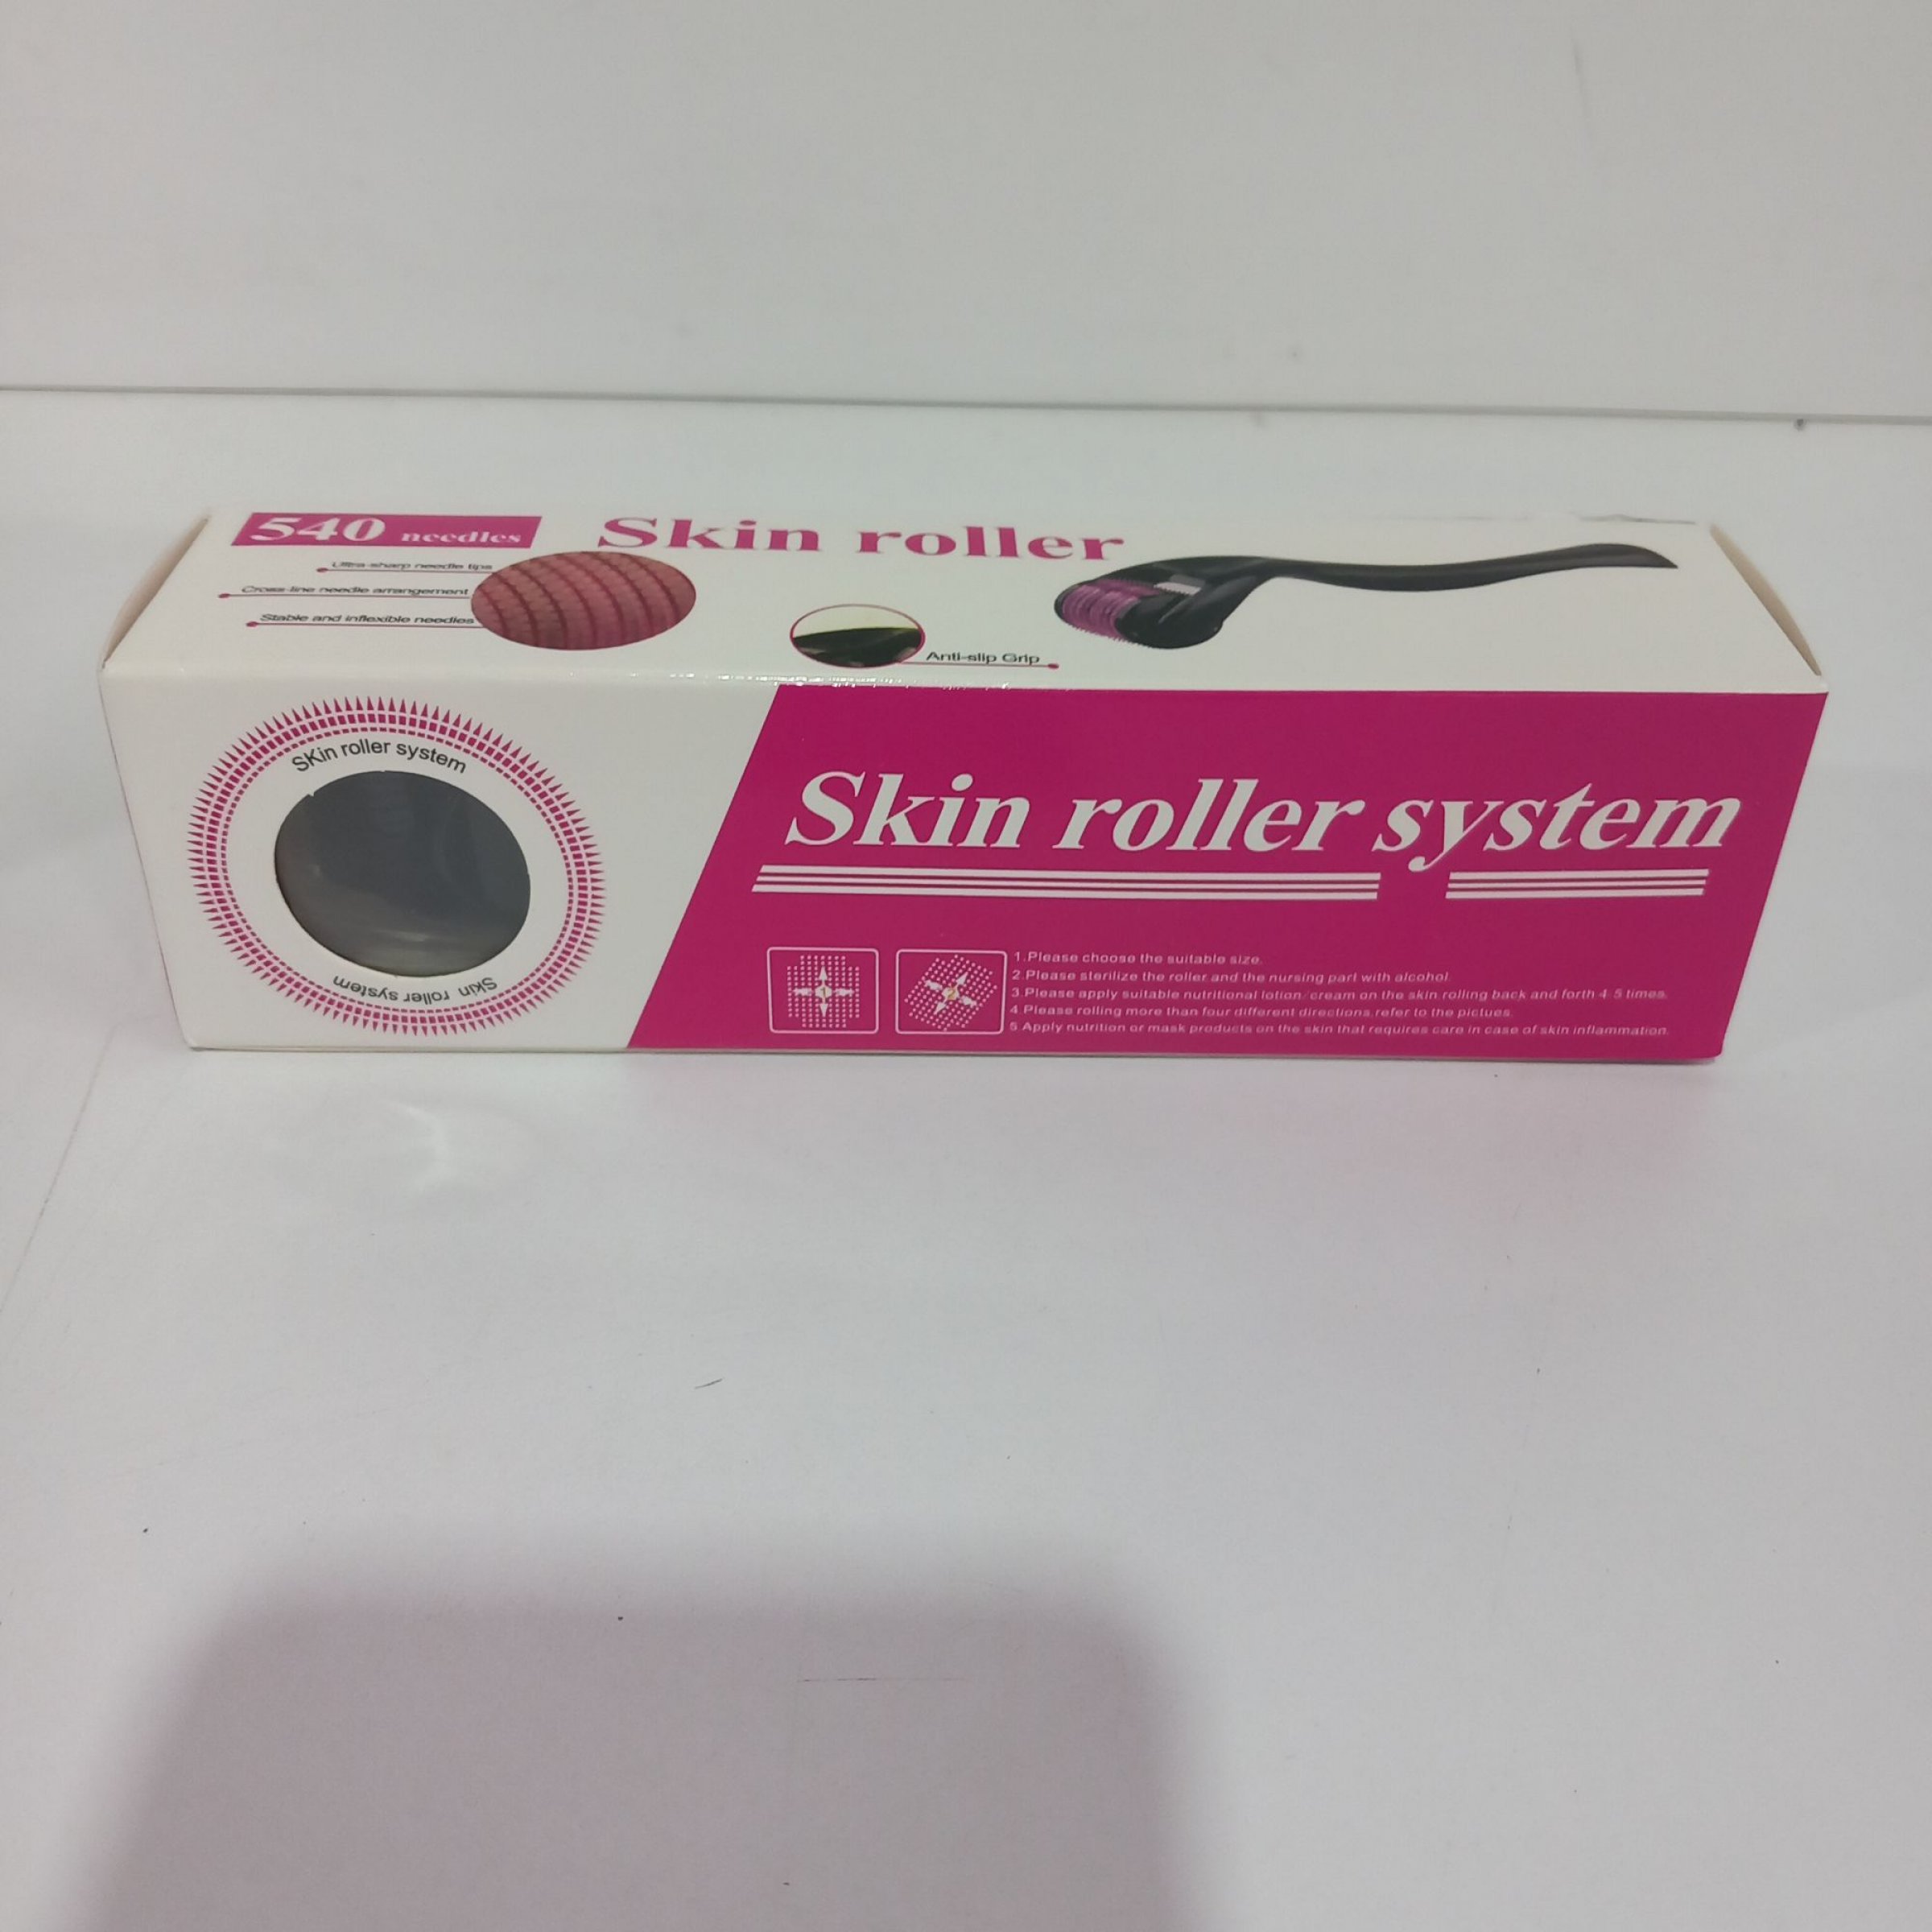 540 needles
Skin roller
Ultra-sharp needle tips
Cross-line needle arrangement
Stable and inflexible needles
Anti-slip Grip
SKin roller system
Skin roller system
Skin roller system
1
2
1.Please choose the suitable size.
2.Please sterilize the roller and the nursing part with alcohol.
3.Please apply suitable nutritional lotion/cream on the skin rolling back and forth 4-5 times.
4.Please rolling more than four different directions,refer to the pictues.
5.Apply nutrition or mask products on the skin that requires care in case of skin inflammation.